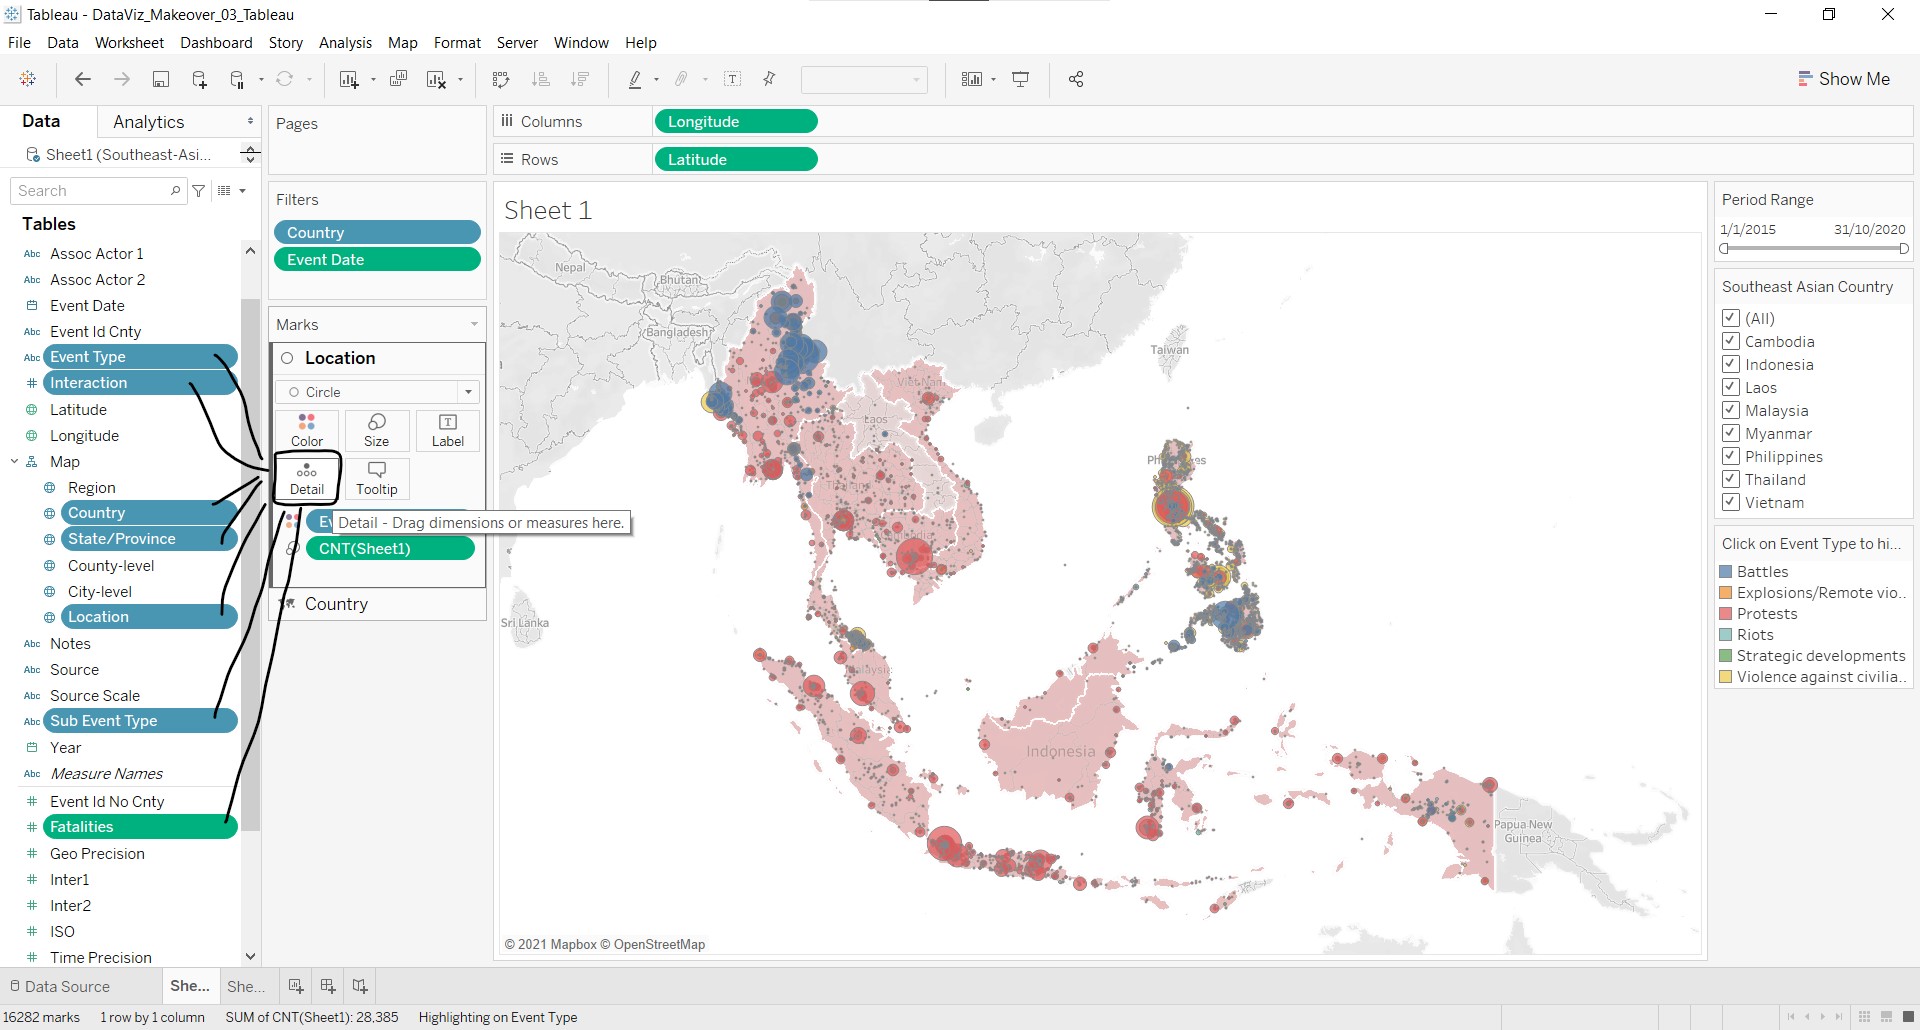 Tableau - DataViz_Makeover_03_Tableau
File Data Worksheet Dashboard Story Analysis Map Format Server Window Help
Show Me
Data Analytics
Sheet1 (Southeast-Asi...
Search
Tables
Assoc Actor 1
Assoc Actor 2
Event Date
Event Id Cnty
Event Type
Interaction
Latitude
Longitude
Map
Region
Country
State/Province
County-level
City-level
Location
Notes
Source
Source Scale
Sub Event Type
Year
Measure Names
Event Id No Cnty
Fatalities
Geo Precision
Inter1
Inter2
ISO
Time Precision
Pages
Filters
Country
Event Date
Marks
Location
Circle
Color Size Label
Detail Tooltip
Detail - Drag dimensions or measures here.
CNT(Sheet1)
Country
Columns Longitude
Rows Latitude
Sheet 1
Nepal
Bhutan
Bangladesh
Taiwan
Laos
Sri Lanka
Indonesia
Papua New
Guinea
© 2021 Mapbox © OpenStreetMap
Period Range
1/1/2015 31/10/2020
Southeast Asian Country
(All)
Cambodia
Indonesia
Laos
Malaysia
Myanmar
Philippines
Thailand
Vietnam
Click on Event Type to hi...
Battles
Explosions/Remote vio..
Protests
Riots
Strategic developments
Violence against civilia..
Data Source She... She...
16282 marks 1 row by 1 column SUM of CNT(Sheet1): 28,385 Highlighting on Event Type